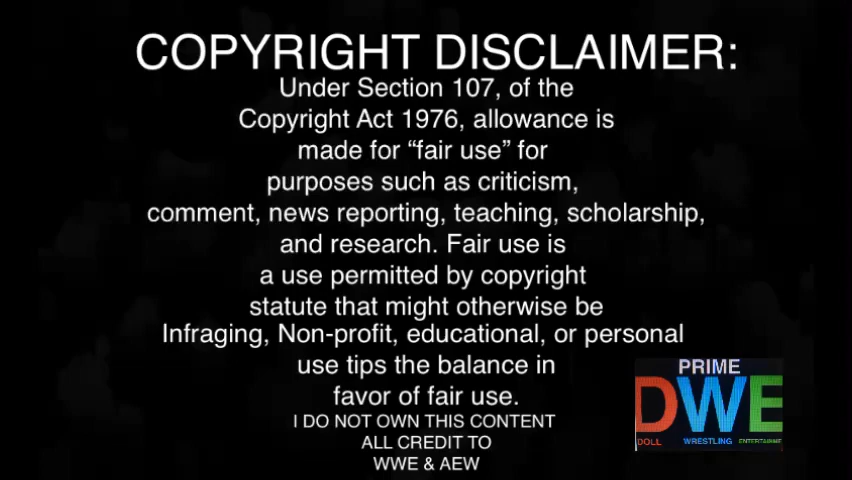 COPYRIGHT DISCLAIMER:
Under Section 107, of the
Copyright Act 1976, allowance is
made for “fair use” for
purposes such as criticism,
comment, news reporting, teaching, scholarship,
and research. Fair use is
a use permitted by copyright
statute that might otherwise be
Infraging, Non-profit, educational, or personal
use tips the balance in
favor of fair use.
I DO NOT OWN THIS CONTENT
ALL CREDIT TO
WWE & AEW
PRIME
DWE
DOLL WRESTLING